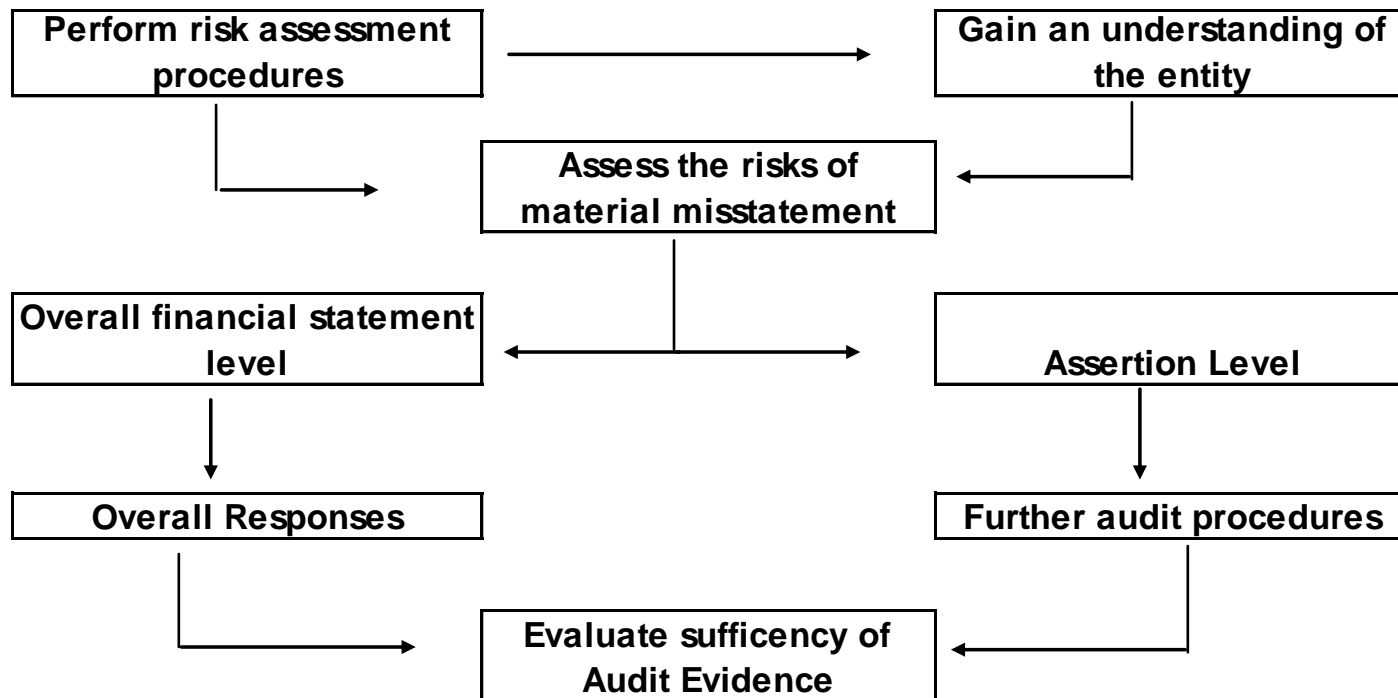 Perform risk assessment
procedures
Gain an understanding of
the entity
Assess the risks of
material misstatement
Overall financial statement
level
Assertion Level
Overall Responses
Further audit procedures
Evaluate sufficency of
Audit Evidence